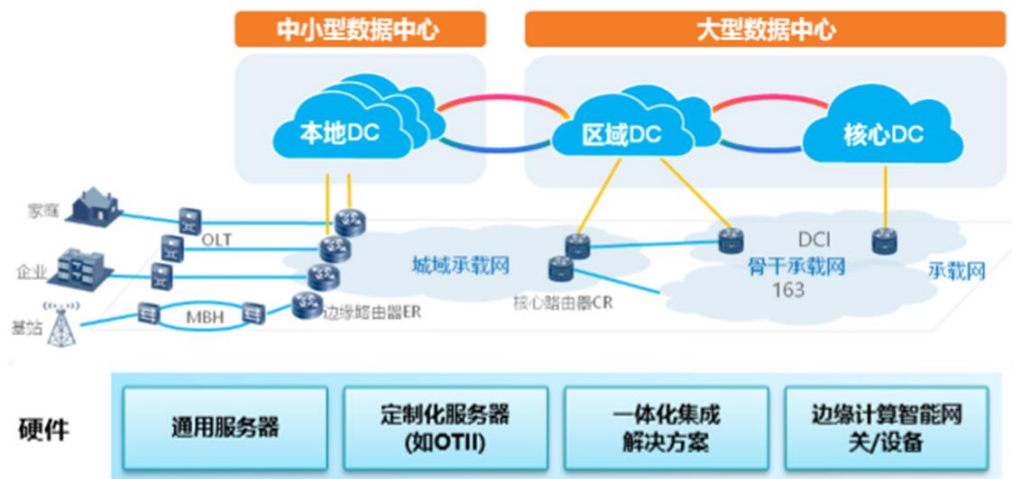 中小型数据中心
大型数据中心
本地DC
区域DC
核心DC
家庭
OLT
DCI
企业
城域承载网
骨干承载网
承载网
163
基站
MBH
边缘路由器ER
核心路由器CR
硬件
通用服务器
定制化服务器
(如OTII)
一体化集成
解决方案
边缘计算智能网
关/设备